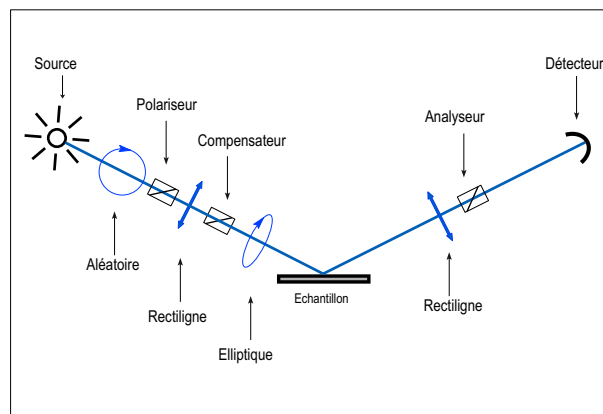 Source
Détecteur
Polariseur
Analyseur
Compensateur
Aléatoire
Echantillon
Rectiligne
Rectiligne
Elliptique